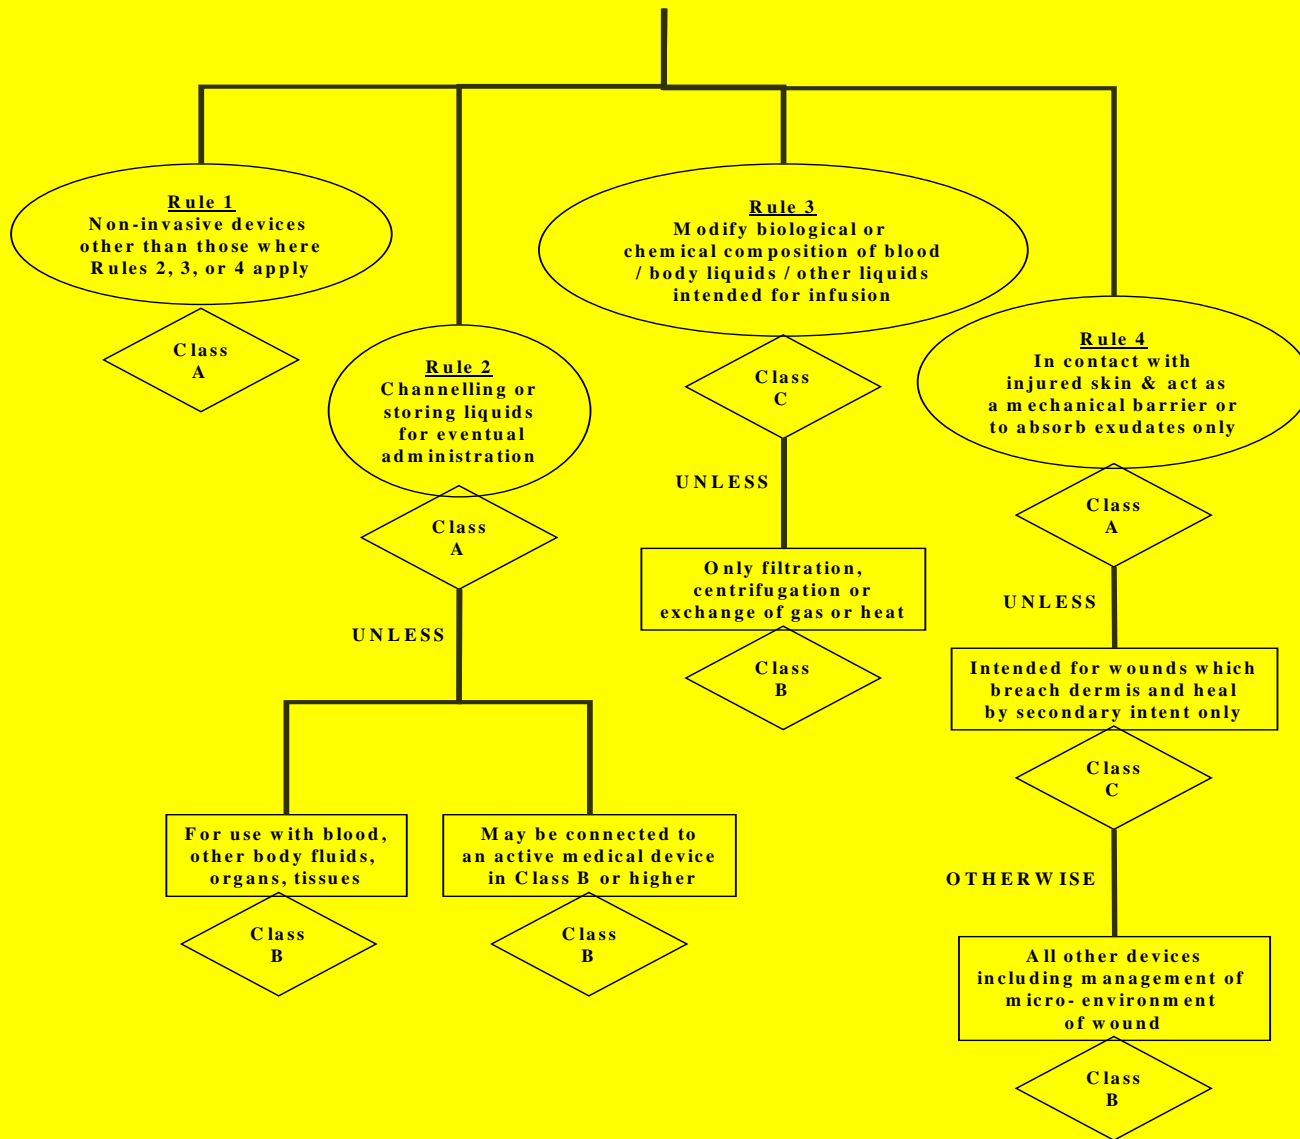 Rule 1
Non-invasive devices
other than those where
Rules 2, 3, or 4 apply
Class
A
Rule 2
Channelling or
storing liquids
for eventual
administration
Class
A
UNLESS
For use with blood,
other body fluids,
organs, tissues
Class
B
May be connected to
an active medical device
in Class B or higher
Class
B
Rule 3
Modify biological or
chemical composition of blood
/ body liquids / other liquids
intended for infusion
Class
C
UNLESS
Only filtration,
centrifugation or
exchange of gas or heat
Class
B
Rule 4
In contact with
injured skin & act as
a mechanical barrier or
to absorb exudates only
Class
A
UNLESS
Intended for wounds which
breach dermis and heal
by secondary intent only
Class
C
OTHERWISE
All other devices
including management of
micro- environment
of wound
Class
B